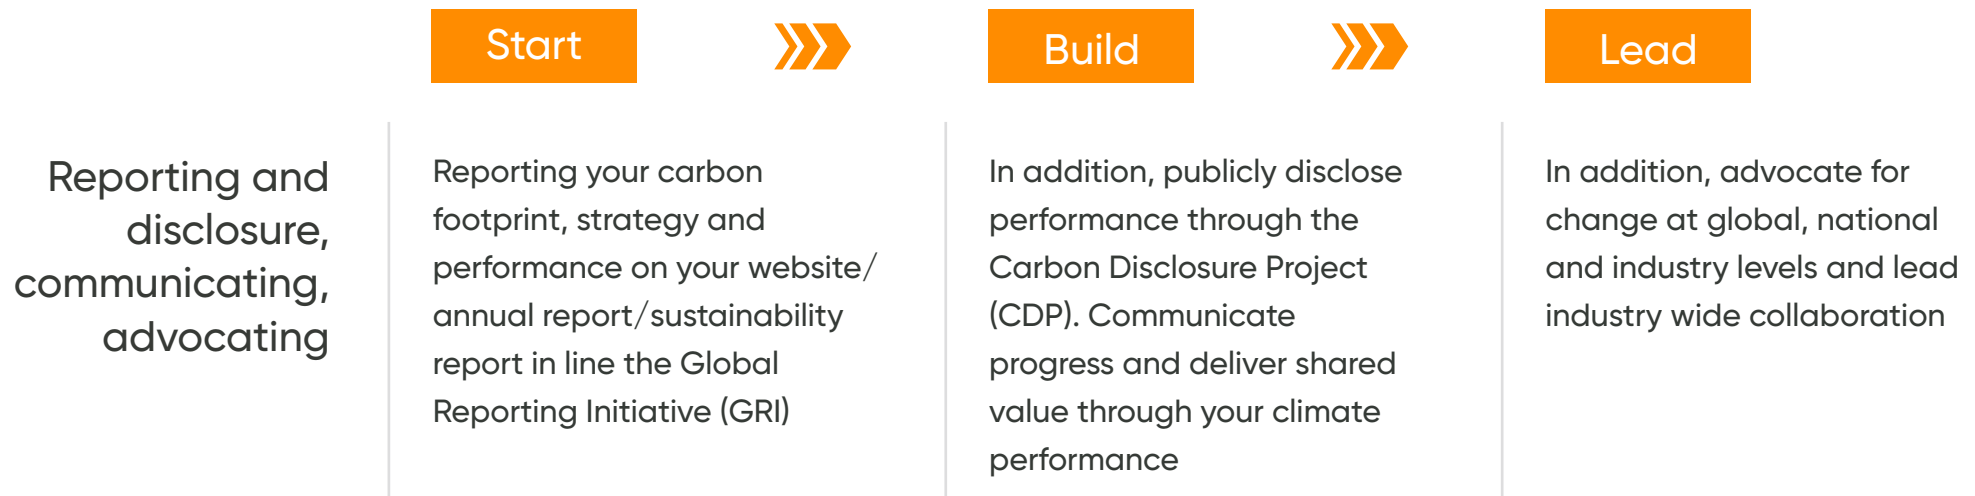 Start
Build
Lead
Reporting and
disclosure,
communicating,
advocating
Reporting your carbon
footprint, strategy and
performance on your website/
annual report/sustainability
report in line the Global
Reporting Initiative (GRI)
In addition, publicly disclose
performance through the
Carbon Disclosure Project
(CDP). Communicate
progress and deliver shared
value through your climate
performance
In addition, advocate for
change at global, national
and industry levels and lead
industry wide collaboration